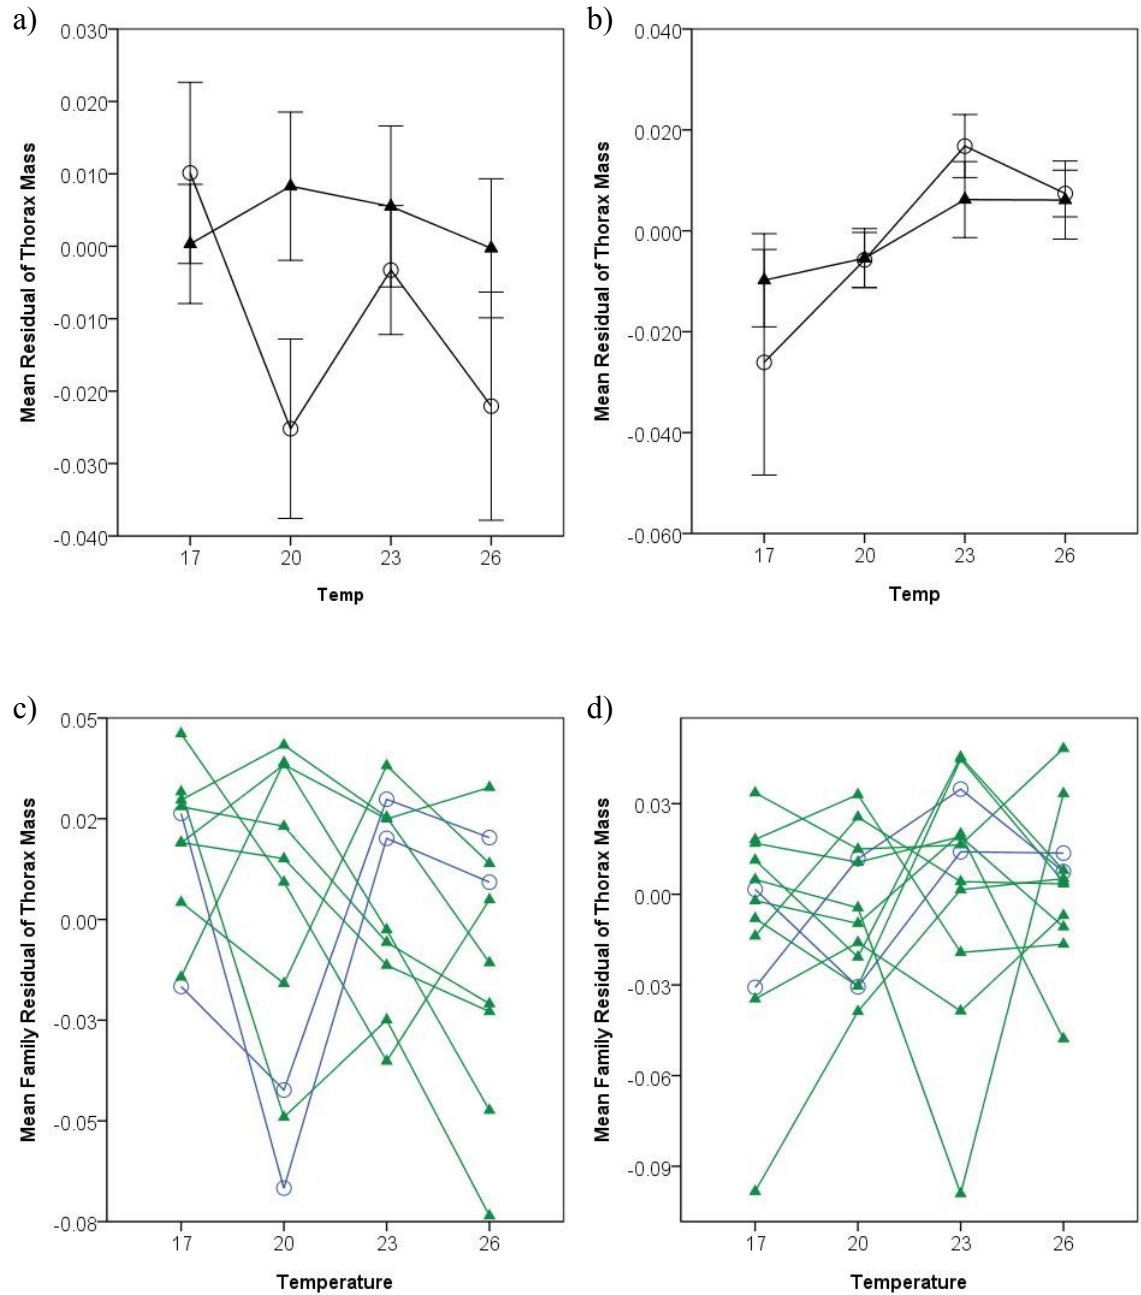 a)
0.030
0.020
0.010
0.000
-0.010
-0.020
-0.030
-0.040
Mean Residual of Thorax Mass
17 20 23 26
Temp
b)
0.040
0.020
0.000
-0.020
-0.040
-0.060
Mean Residual of Thorax Mass
17 20 23 26
Temp
c)
0.05
0.02
0.00
-0.03
-0.05
-0.08
Mean Family Residual of Thorax Mass
17 20 23 26
Temperature
d)
0.03
0.00
-0.03
-0.06
-0.09
Mean Family Residual of Thorax Mass
17 20 23 26
Temperature